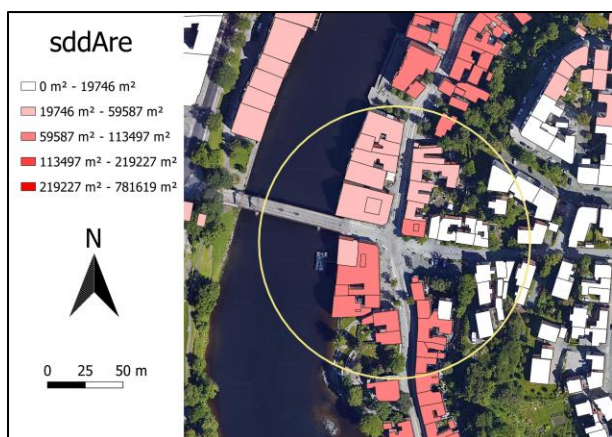 sddAre
0 m² - 19746 m²
19746 m² - 59587 m²
59587 m² - 113497 m²
113497 m² - 219227 m²
219227 m² - 781619 m²
N
0 25 50 m